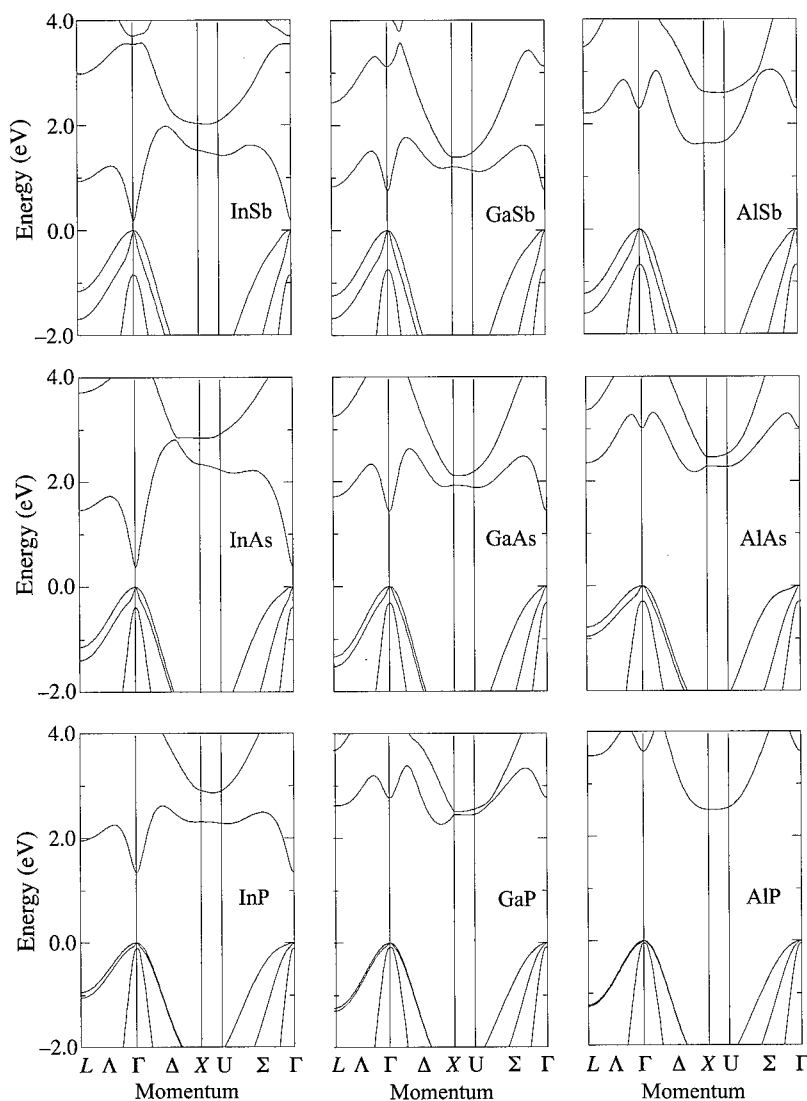 4.0
2.0
0.0
−2.0
Energy (eV)
InSb
GaSb
AlSb
4.0
2.0
0.0
−2.0
Energy (eV)
InAs
GaAs
AlAs
4.0
2.0
0.0
−2.0
Energy (eV)
InP
GaP
AlP
L Λ Γ Δ X U Σ Γ
L Λ Γ Δ X U Σ Γ
L Λ Γ Δ X U Σ Γ
Momentum
Momentum
Momentum